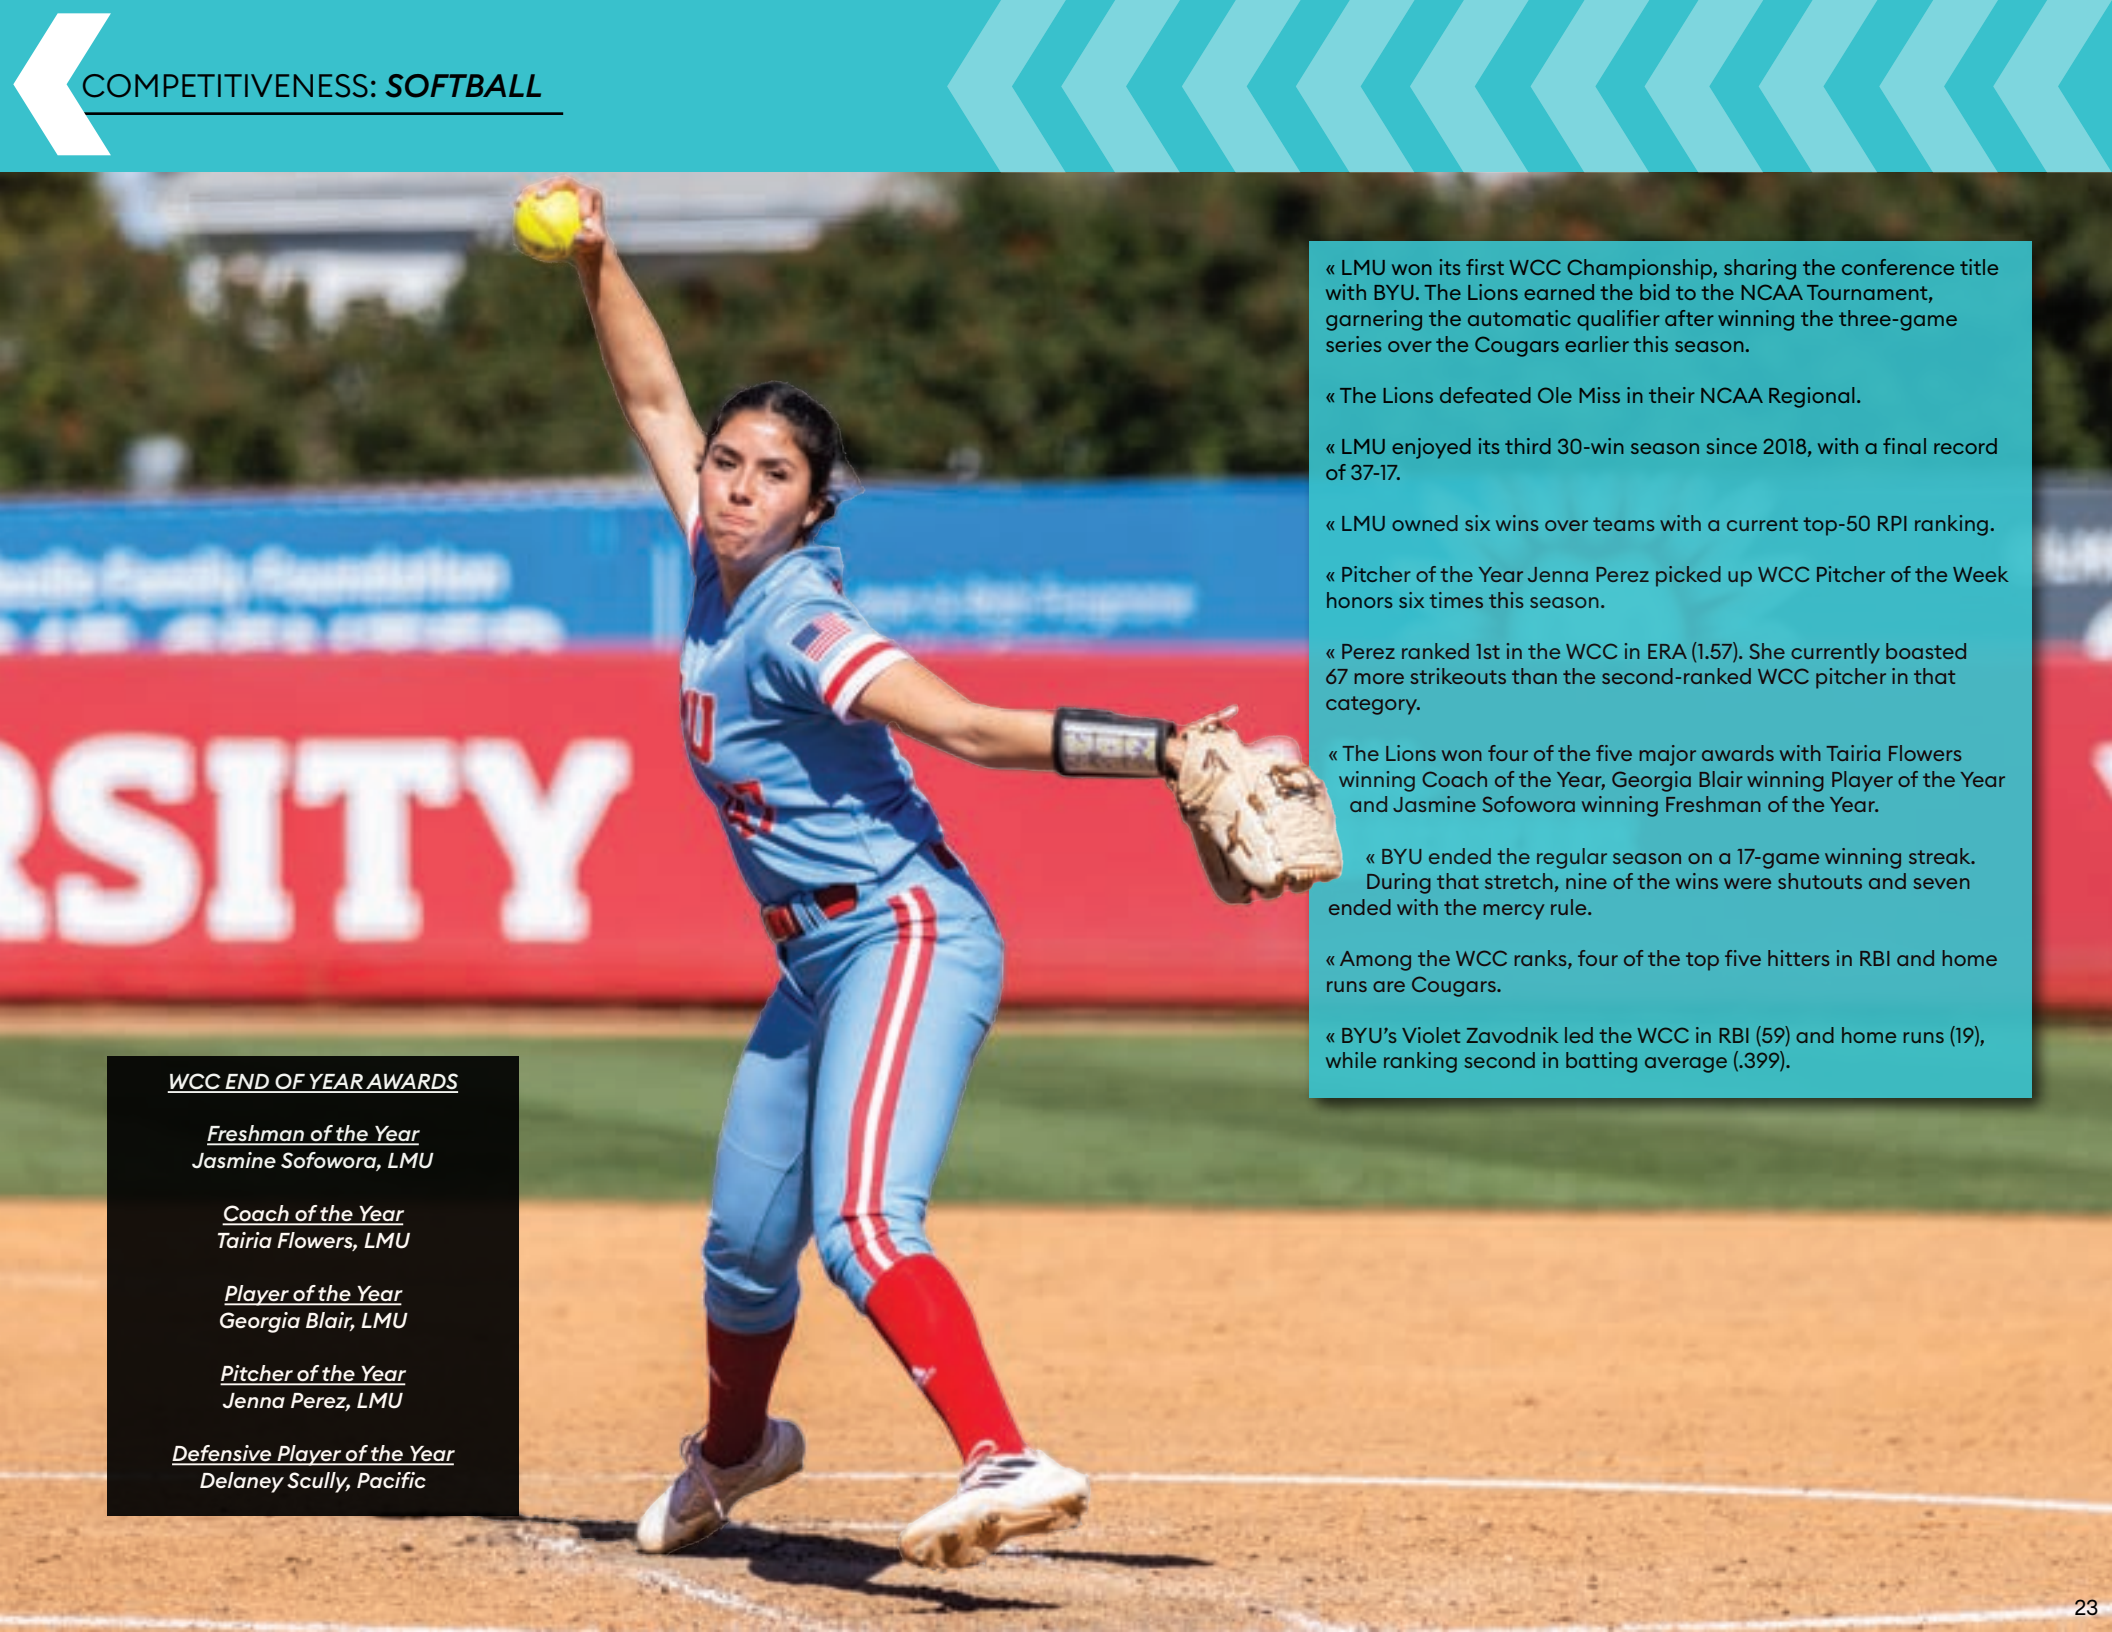 COMPETITIVENESS: SOFTBALL
« LMU won its first WCC Championship, sharing the conference title
with BYU. The Lions earned the bid to the NCAA Tournament,
garnering the automatic qualifier after winning the three-game
series over the Cougars earlier this season.
« The Lions defeated Ole Miss in their NCAA Regional.
« LMU enjoyed its third 30-win season since 2018, with a final record
of 37-17.
« LMU owned six wins over teams with a current top-50 RPI ranking.
« Pitcher of the Year Jenna Perez picked up WCC Pitcher of the Week
honors six times this season.
« Perez ranked 1st in the WCC in ERA (1.57). She currently boasted
67 more strikeouts than the second-ranked WCC pitcher in that
category.
« The Lions won four of the five major awards with Tairia Flowers
winning Coach of the Year, Georgia Blair winning Player of the Year
and Jasmine Sofowora winning Freshman of the Year.
« BYU ended the regular season on a 17-game winning streak.
During that stretch, nine of the wins were shutouts and seven
ended with the mercy rule.
« Among the WCC ranks, four of the top five hitters in RBI and home
runs are Cougars.
« BYU’s Violet Zavodnik led the WCC in RBI (59) and home runs (19),
while ranking second in batting average (.399).
Family Foundation
RSITY
WCC END OF YEAR AWARDS
Freshman of the Year
Jasmine Sofowora, LMU
Coach of the Year
Tairia Flowers, LMU
Player of the Year
Georgia Blair, LMU
Pitcher of the Year
Jenna Perez, LMU
Defensive Player of the Year
Delaney Scully, Pacific
23